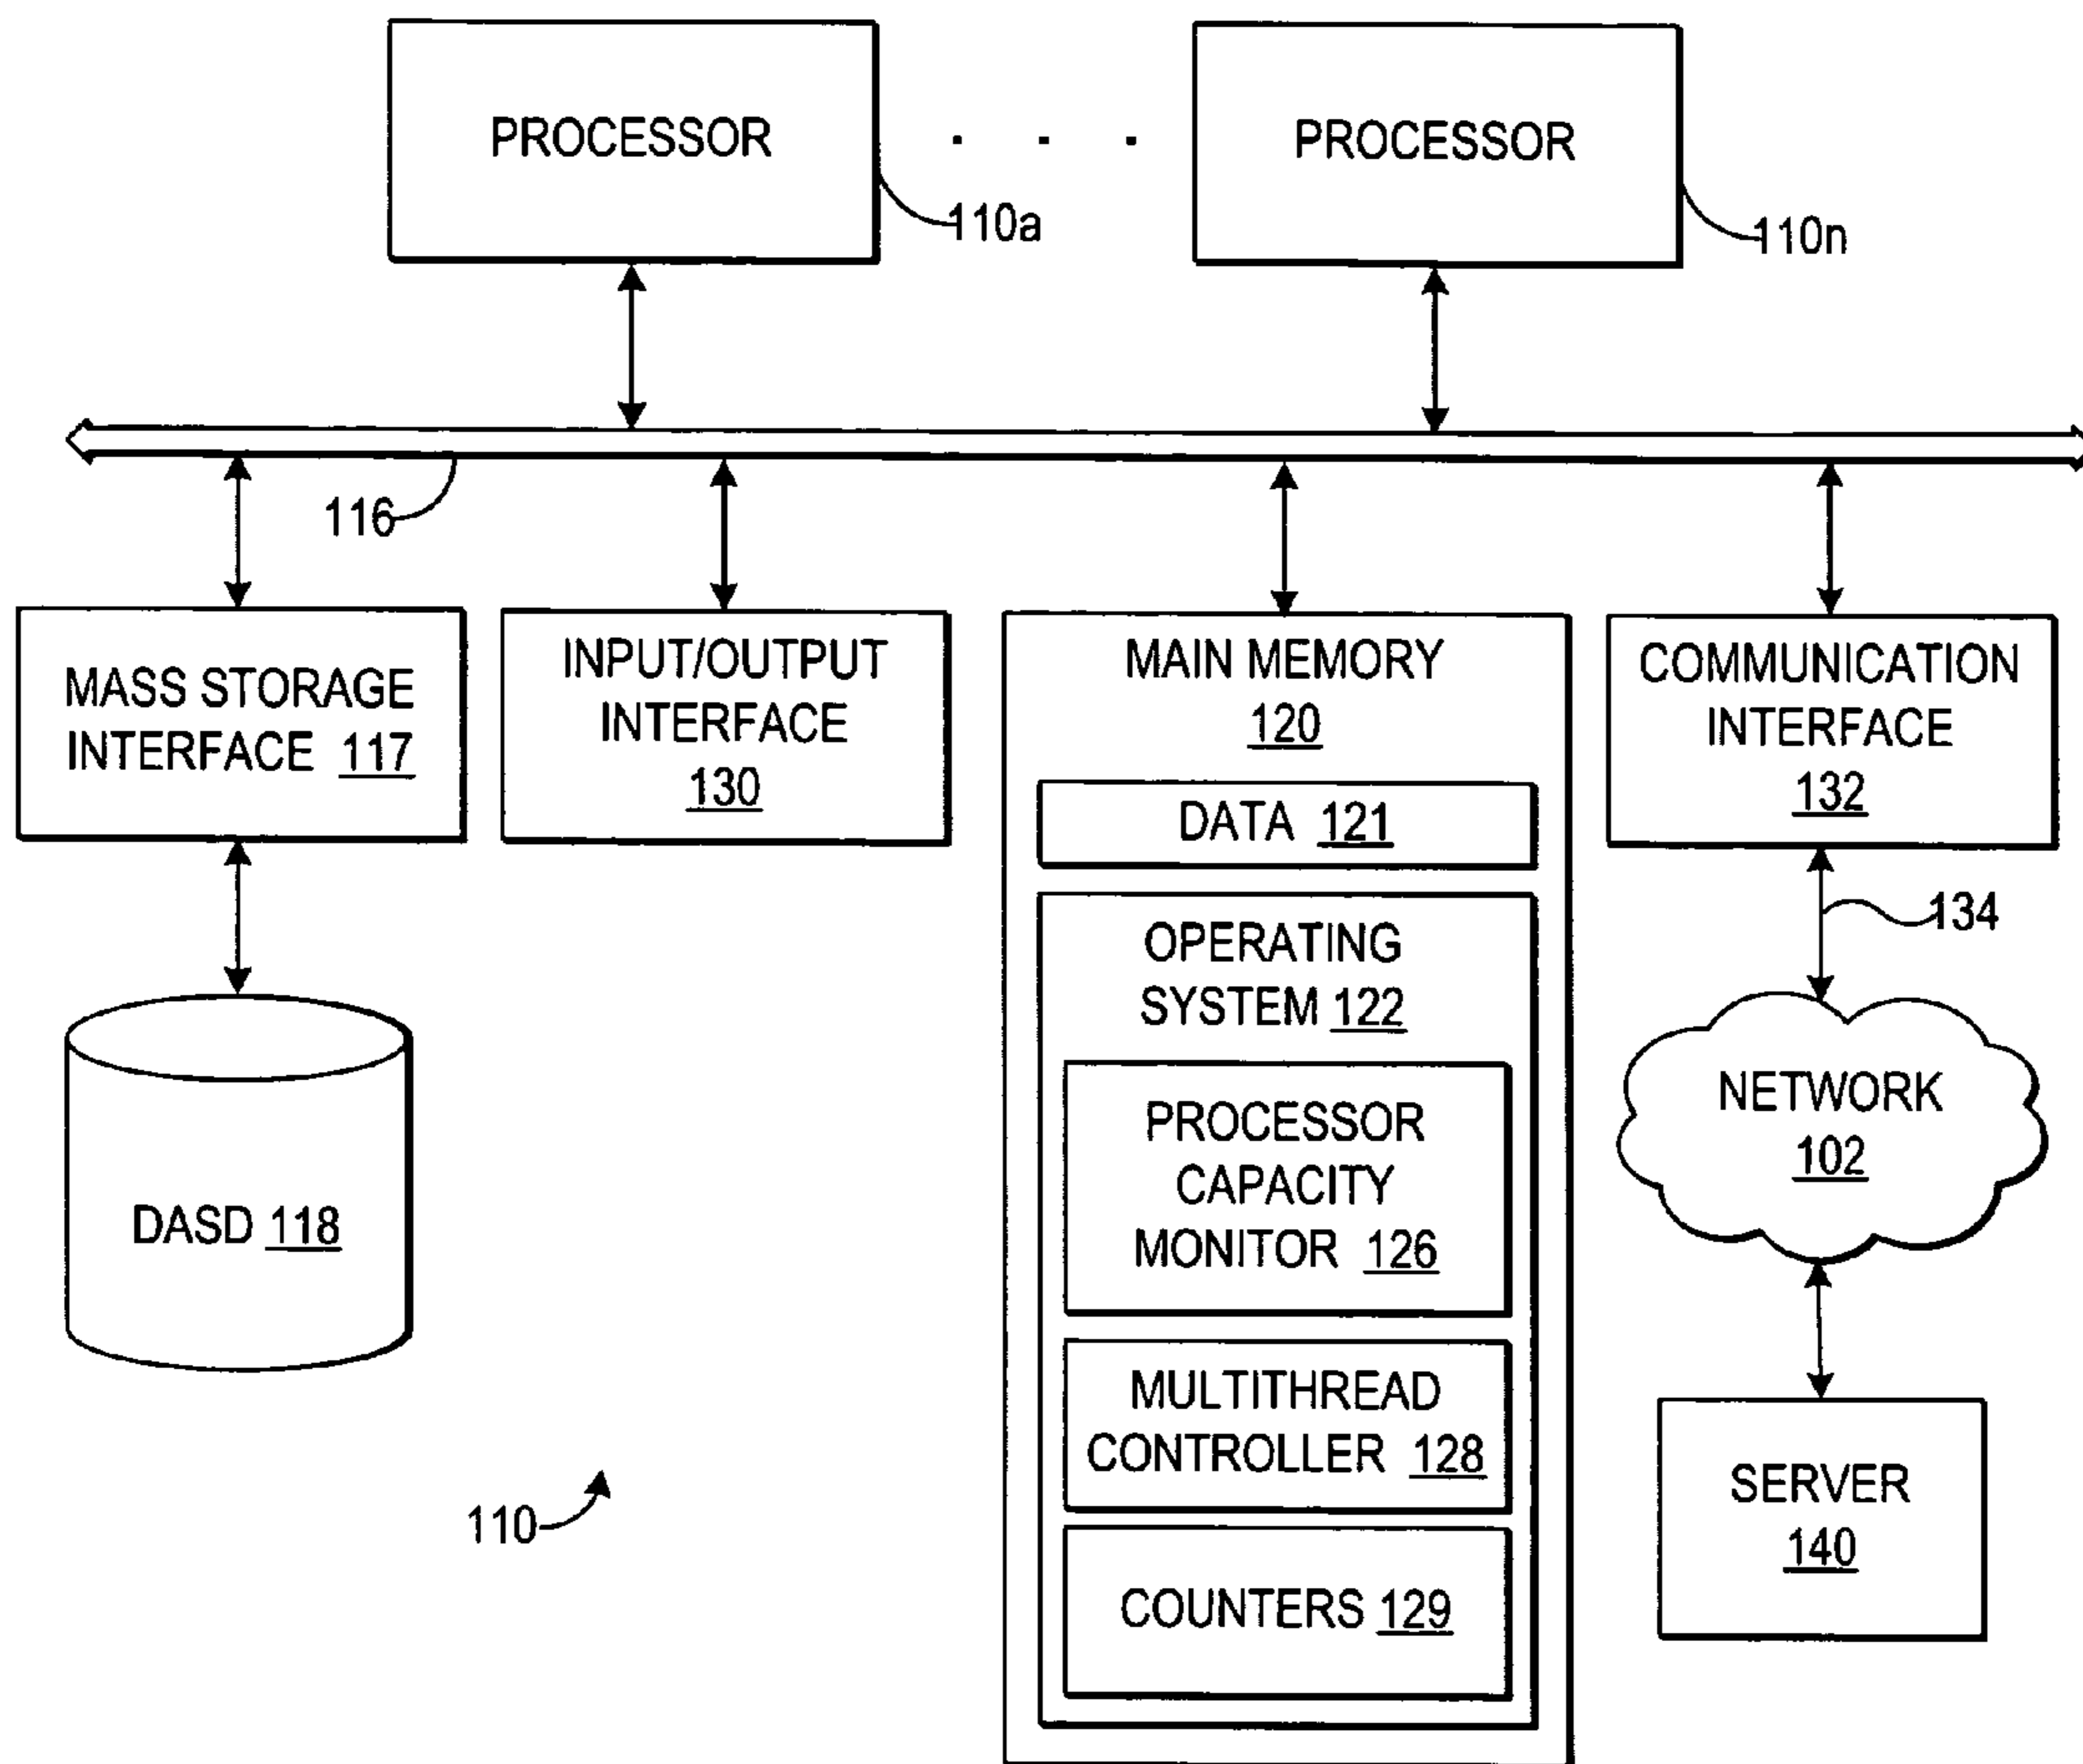 PROCESSOR
. . .
PROCESSOR
110a
110n
116
MASS STORAGE
INTERFACE 117
INPUT/OUTPUT
INTERFACE
130
MAIN MEMORY
120
COMMUNICATION
INTERFACE
132
DATA 121
134
OPERATING
SYSTEM 122
PROCESSOR
CAPACITY
MONITOR 126
MULTITHREAD
CONTROLLER 128
COUNTERS 129
DASD 118
NETWORK
102
SERVER
140
110